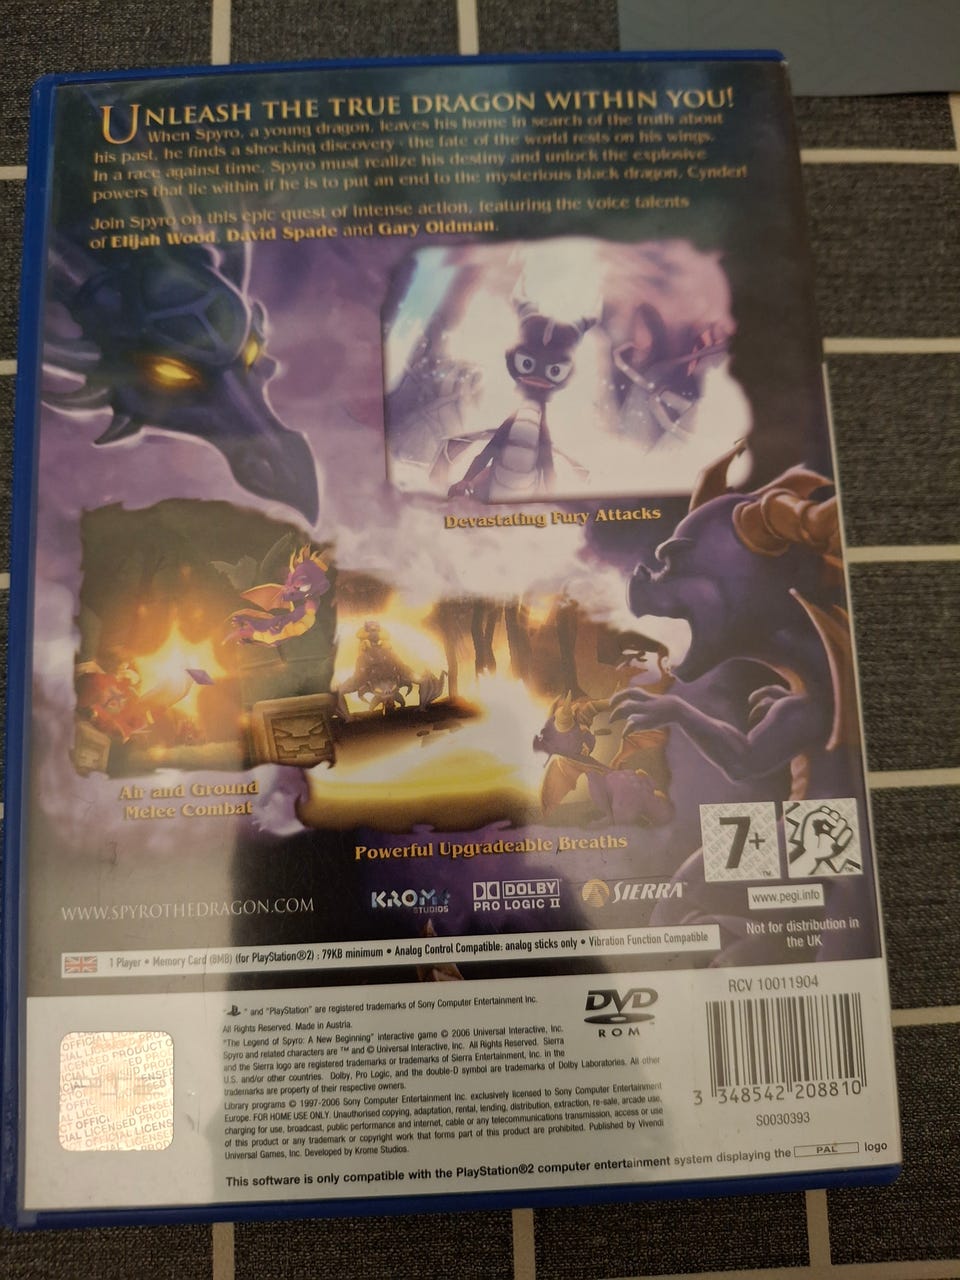 UNLEASH THE TRUE DRAGON WITHIN YOU!
When Spyro, a young dragon, leaves his home in search of the truth about
his past, he finds a shocking discovery - the fate of the world rests on his wings.
In a race against time, Spyro must realize his destiny and unlock the explosive
powers that lie within if he is to put an end to the mysterious black dragon, Cynder!
Join Spyro on this epic quest of intense action, featuring the voice talents
of Elijah Wood, David Spade and Gary Oldman.
Devastating Fury Attacks
Air and Ground
Melee Combat
Powerful Upgradeable Breaths
7+
™
™
www.pegi.info
WWW.SPYROTHEDRAGON.COM
KROME
STUDIOS
DOLBY
PRO LOGIC II
SIERRA
Not for distribution in
the UK
1 Player • Memory Card (8MB) (for PlayStation®2) : 79KB minimum • Analog Control Compatible: analog sticks only • Vibration Function Compatible
" " and "PlayStation" are registered trademarks of Sony Computer Entertainment Inc.
All Rights Reserved. Made in Austria.
"The Legend of Spyro: A New Beginning" interactive game © 2006 Universal Interactive, Inc.
Spyro and related characters are ™ and © Universal Interactive, Inc. All Rights Reserved. Sierra
and the Sierra logo are registered trademarks or trademarks of Sierra Entertainment, Inc. in the
U.S. and/or other countries. Dolby, Pro Logic, and the double-D symbol are trademarks of Dolby Laboratories. All other
trademarks are property of their respective owners.
Library programs © 1997-2006 Sony Computer Entertainment Inc. exclusively licensed to Sony Computer Entertainment
Europe. FOR HOME USE ONLY. Unauthorised copying, adaptation, rental, lending, distribution, extraction, re-sale, arcade use,
charging for use, broadcast, public performance and internet, cable or any telecommunications transmission, access or use
of this product or any trademark or copyright work that forms part of this product are prohibited. Published by Vivendi
Universal Games, Inc. Developed by Krome Studios.
This software is only compatible with the PlayStation®2 computer entertainment system displaying the PAL logo
DVD
ROM
RCV 10011904
3 348542 208810
S0030393
OFFICIAL LICENSED PRODUCT